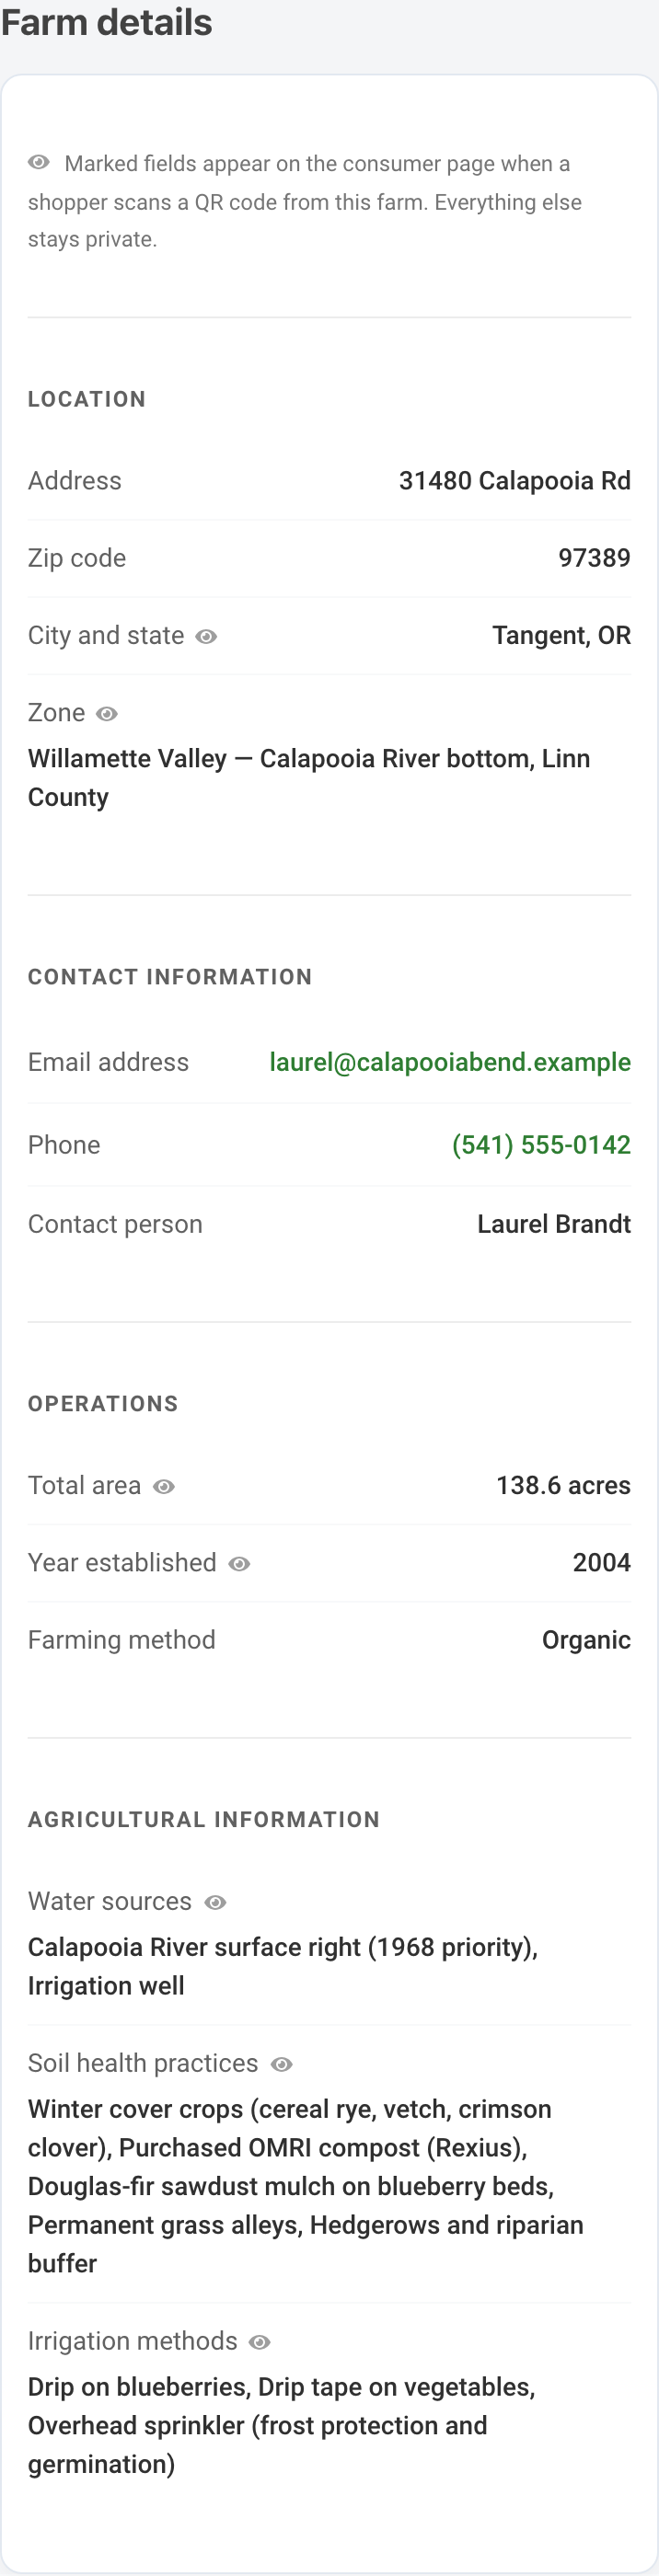 Farm details
Marked fields appear on the consumer page when a
shopper scans a QR code from this farm. Everything else
stays private.
LOCATION
Address 31480 Calapooia Rd
Zip code 97389
City and state Tangent, OR
Zone
Willamette Valley — Calapooia River bottom, Linn
County
CONTACT INFORMATION
Email address laurel@calapooiabend.example
Phone (541) 555-0142
Contact person Laurel Brandt
OPERATIONS
Total area 138.6 acres
Year established 2004
Farming method Organic
AGRICULTURAL INFORMATION
Water sources
Calapooia River surface right (1968 priority),
Irrigation well
Soil health practices
Winter cover crops (cereal rye, vetch, crimson
clover), Purchased OMRI compost (Rexius),
Douglas-fir sawdust mulch on blueberry beds,
Permanent grass alleys, Hedgerows and riparian
buffer
Irrigation methods
Drip on blueberries, Drip tape on vegetables,
Overhead sprinkler (frost protection and
germination)